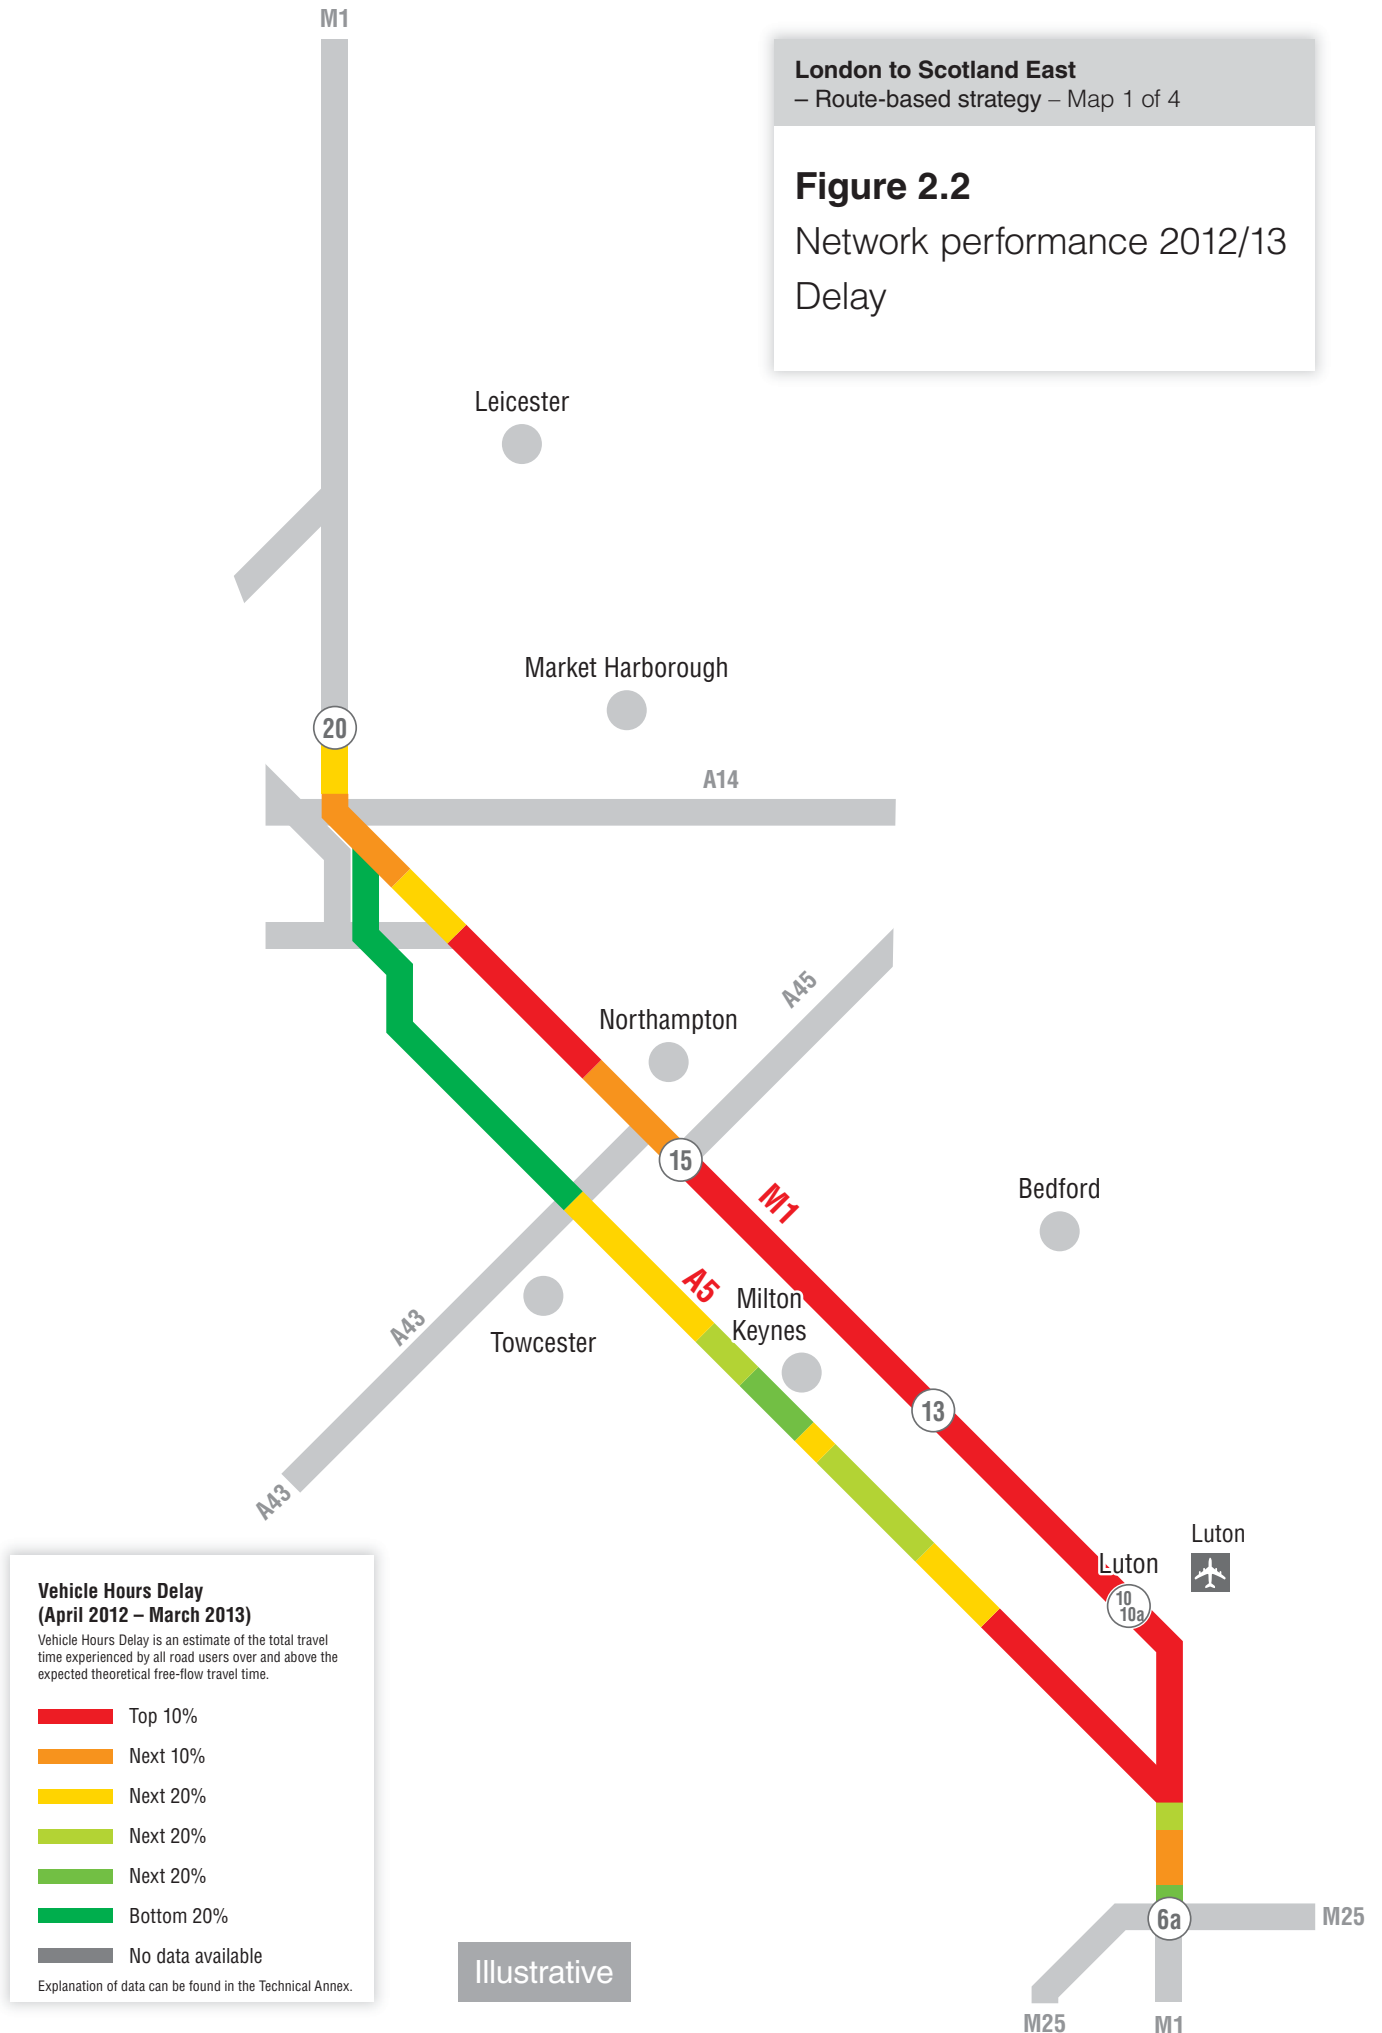 M1
London to Scotland East
– Route-based strategy – Map 1 of 4
Figure 2.2
Network performance 2012/13
Delay
Leicester
Market Harborough
20
A14
A45
Northampton
15
M1
Bedford
A5
Milton
Keynes
A43
Towcester
13
A43
Luton
Luton
10
10a
Vehicle Hours Delay
(April 2012 – March 2013)
Vehicle Hours Delay is an estimate of the total travel
time experienced by all road users over and above the
expected theoretical free-flow travel time.
Top 10%
Next 10%
Next 20%
Next 20%
Next 20%
Bottom 20%
No data available
Explanation of data can be found in the Technical Annex.
Illustrative
6a
M25
M25
M1